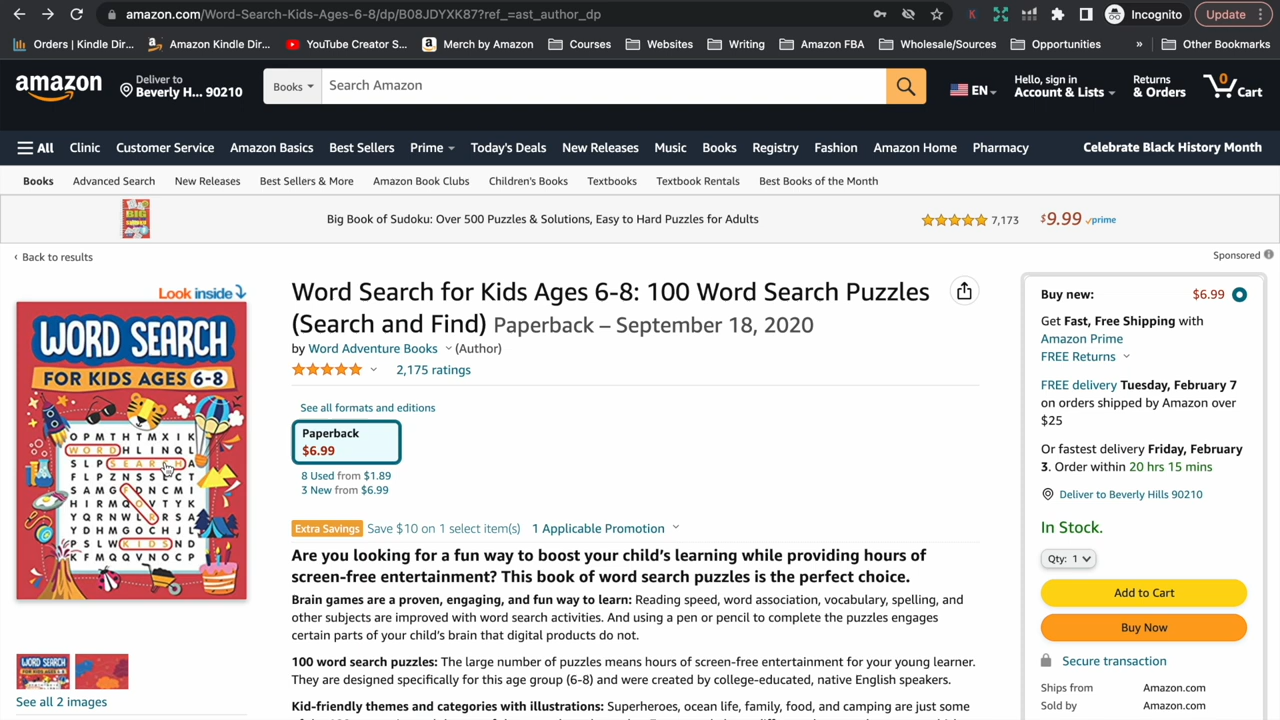 amazon.com/Word-Search-Kids-Ages-6-8/dp/B08JDYXK87?ref_=ast_author_dp
Incognito
Update
Orders | Kindle Dir...
Amazon Kindle Dir...
YouTube Creator S...
Merch by Amazon
Courses
Websites
Writing
Amazon FBA
Wholesale/Sources
Opportunities
»
Other Bookmarks
amazon
Deliver to
Beverly H... 90210
Books
Search Amazon
EN
Hello, sign in
Account & Lists
Returns
& Orders
0
Cart
All
Clinic
Customer Service
Amazon Basics
Best Sellers
Prime
Today's Deals
New Releases
Music
Books
Registry
Fashion
Amazon Home
Pharmacy
Celebrate Black History Month
Books
Advanced Search
New Releases
Best Sellers & More
Amazon Book Clubs
Children's Books
Textbooks
Textbook Rentals
Best Books of the Month
Big Book of Sudoku: Over 500 Puzzles & Solutions, Easy to Hard Puzzles for Adults
7,173
$9.99 prime
‹ Back to results
Sponsored
Look inside
WORD SEARCH
FOR KIDS AGES 6-8
O P M T H T M X I K
W O R D H L I N Q L
Word Search for Kids Ages 6-8: 100 Word Search Puzzles
(Search and Find) Paperback – September 18, 2020
by Word Adventure Books (Author)
2,175 ratings
See all formats and editions
Paperback
$6.99
8 Used from $1.89
3 New from $6.99
Extra Savings Save $10 on 1 select item(s) 1 Applicable Promotion
Are you looking for a fun way to boost your child's learning while providing hours of
screen-free entertainment? This book of word search puzzles is the perfect choice.
Brain games are a proven, engaging, and fun way to learn: Reading speed, word association, vocabulary, spelling, and
other subjects are improved with word search activities. And using a pen or pencil to complete the puzzles engages
certain parts of your child's brain that digital products do not.
100 word search puzzles: The large number of puzzles means hours of screen-free entertainment for your young learner.
They are designed specifically for this age group (6-8) and were created by college-educated, native English speakers.
Kid-friendly themes and categories with illustrations: Superheroes, ocean life, family, food, and camping are just some
See all 2 images
Buy new:
$6.99
Get Fast, Free Shipping with
Amazon Prime
FREE Returns
FREE delivery Tuesday, February 7
on orders shipped by Amazon over
$25
Or fastest delivery Friday, February
3. Order within 20 hrs 15 mins
Deliver to Beverly Hills 90210
In Stock.
Qty: 1
Add to Cart
Buy Now
Secure transaction
Ships from
Amazon.com
Sold by
Amazon.com